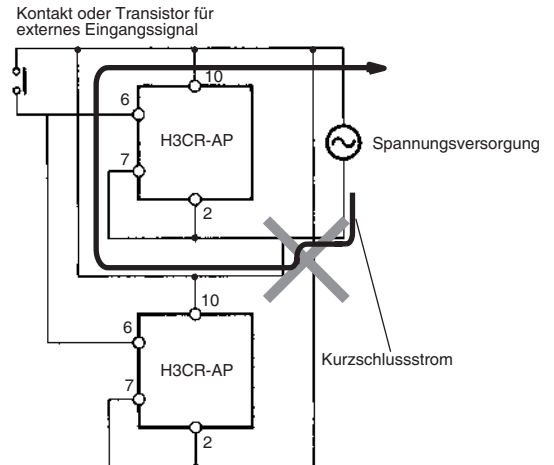 Kontakt oder Transistor für
externes Eingangssignal
10
6
H3CR-AP
7
Spannungsversorgung
2
10
6
Kurzschlussstrom
H3CR-AP
7
2